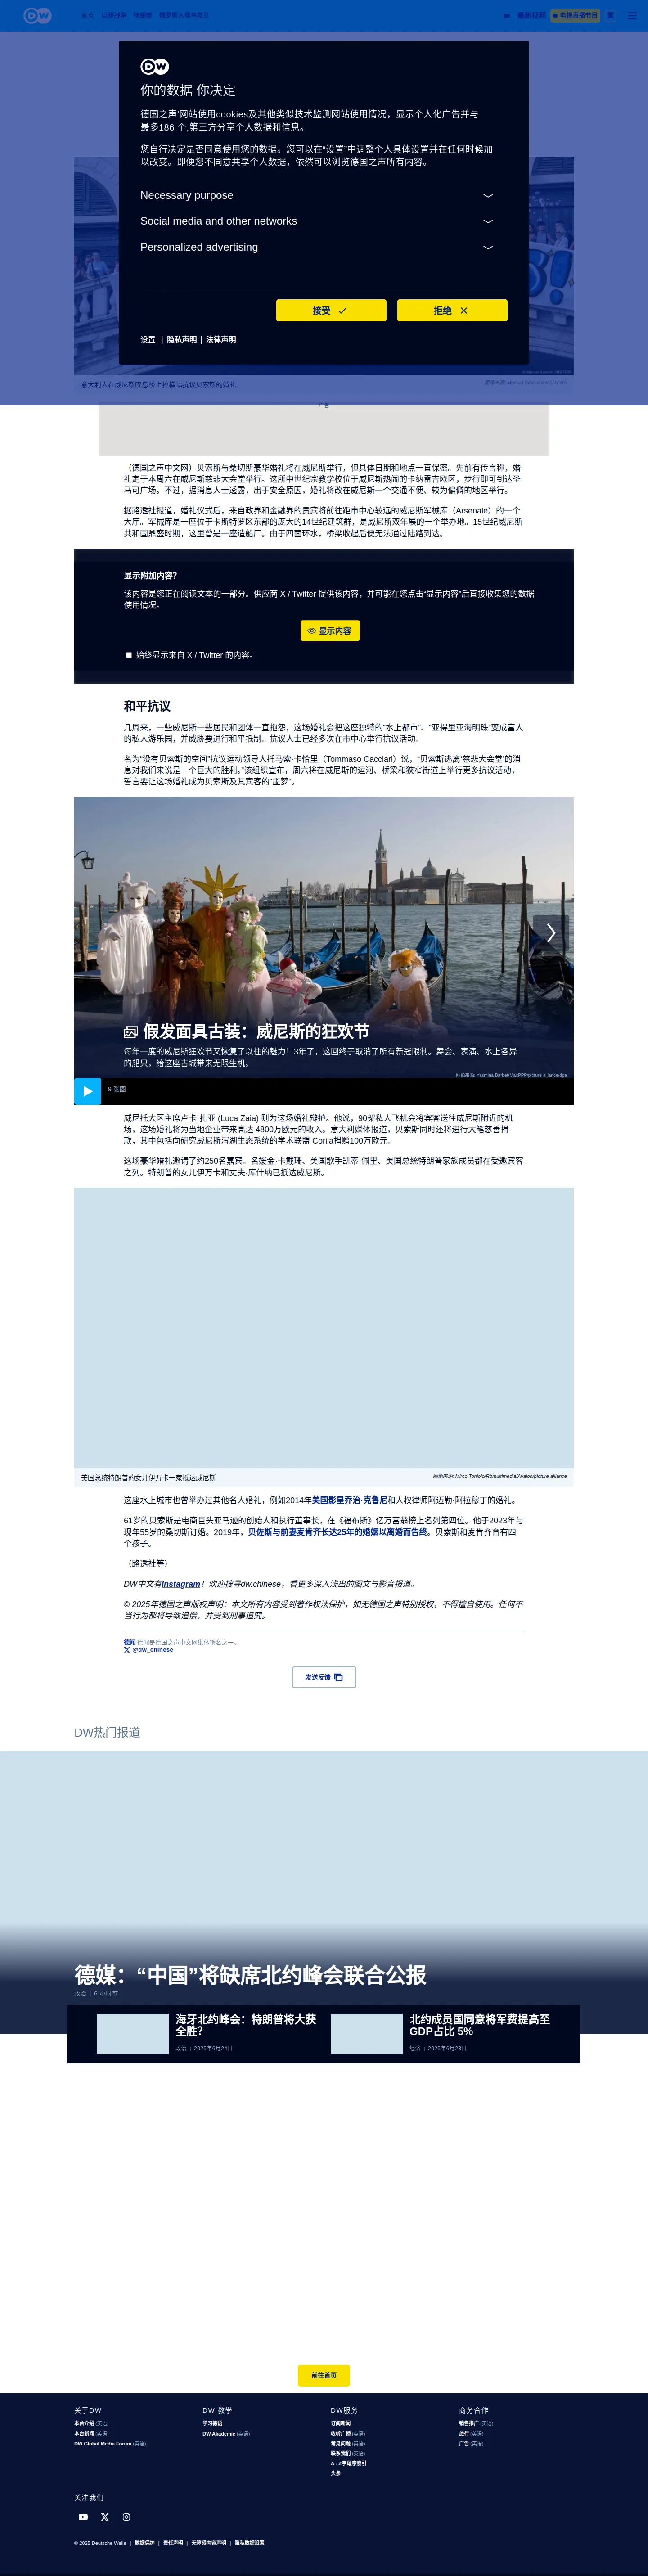 DW
焦点
以伊战争
特朗普
俄罗斯入侵乌克兰
最新视频
电视直播节目
繁
DW
你的数据 你决定
德国之声'网站使用cookies及其他类似技术监测网站使用情况，显示个人化广告并与
最多186 个;第三方分享个人数据和信息。
您自行决定是否同意使用您的数据。您可以在“设置”中调整个人具体设置并在任何时候加
以改变。即便您不同意共享个人数据，依然可以浏览德国之声所有内容。
Necessary purpose
Social media and other networks
Personalized advertising
接受
拒绝
设置 | 隐私声明 | 法律声明
意大利人在威尼斯叹息桥上拉横幅抗议贝索斯的婚礼
广告
（德国之声中文网）贝索斯与桑切斯豪华婚礼将在威尼斯举行，但具体日期和地点一直保密。先前有传言称，婚
礼定于本周六在威尼斯慈悲大会堂举行。这所中世纪宗教学校位于威尼斯热闹的卡纳雷吉欧区，步行即可到达圣
马可广场。不过，据消息人士透露，出于安全原因，婚礼将改在威尼斯一个交通不便、较为偏僻的地区举行。
据路透社报道，婚礼仪式后，来自政界和金融界的贵宾将前往距市中心较远的威尼斯军械库（Arsenale）的一个
大厅。军械库是一座位于卡斯特罗区东部的庞大的14世纪建筑群，是威尼斯双年展的一个举办地。15世纪威尼斯
共和国鼎盛时期，这里曾是一座造船厂。由于四面环水，桥梁收起后便无法通过陆路到达。
显示附加内容？
该内容是您正在阅读文本的一部分。供应商 X / Twitter 提供该内容，并可能在您点击“显示内容”后直接收集您的数据
使用情况。
显示内容
始终显示来自 X / Twitter 的内容。
和平抗议
几周来，一些威尼斯一些居民和团体一直抱怨，这场婚礼会把这座独特的“水上都市”、“亚得里亚海明珠”变成富人
的私人游乐园，并威胁要进行和平抵制。抗议人士已经多次在市中心举行抗议活动。
名为“没有贝索斯的空间”抗议运动领导人托马索·卡恰里（Tommaso Cacciari）说，“贝索斯逃离‘慈悲大会堂’的消
息对我们来说是一个巨大的胜利。”该组织宣布，周六将在威尼斯的运河、桥梁和狭窄街道上举行更多抗议活动，
誓言要让这场婚礼成为贝索斯及其宾客的“噩梦”。
假发面具古装：威尼斯的狂欢节
每年一度的威尼斯狂欢节又恢复了以往的魅力！3年了，这回终于取消了所有新冠限制。舞会、表演、水上各异
的船只，给这座古城带来无限生机。
图像来源: Yasmina Barbet/MaxPPP/picture alliance/dpa
9 张图
威尼托大区主席卢卡·扎亚 (Luca Zaia) 则为这场婚礼辩护。他说，90架私人飞机会将宾客送往威尼斯附近的机
场，这场婚礼将为当地企业带来高达 4800万欧元的收入。意大利媒体报道，贝索斯同时还将进行大笔慈善捐
款，其中包括向研究威尼斯泻湖生态系统的学术联盟 Corila捐赠100万欧元。
这场豪华婚礼邀请了约250名嘉宾。名媛金·卡戴珊、美国歌手凯蒂·佩里、美国总统特朗普家族成员都在受邀宾客
之列。特朗普的女儿伊万卡和丈夫·库什纳已抵达威尼斯。
美国总统特朗普的女儿伊万卡一家抵达威尼斯
图像来源: Mirco Toniolo/Rbmultimedia/Avalon/picture alliance
这座水上城市也曾举办过其他名人婚礼，例如2014年美国影星乔治·克鲁尼和人权律师阿迈勒·阿拉穆丁的婚礼。
61岁的贝索斯是电商巨头亚马逊的创始人和执行董事长，在《福布斯》亿万富翁榜上名列第四位。他于2023年与
现年55岁的桑切斯订婚。2019年，贝佐斯与前妻麦肯齐长达25年的婚姻以离婚而告终。贝索斯和麦肯齐育有四
个孩子。
（路透社等）
DW中文有Instagram！欢迎搜寻dw.chinese，看更多深入浅出的图文与影音报道。
© 2025年德国之声版权声明：本文所有内容受到著作权法保护，如无德国之声特别授权，不得擅自使用。任何不
当行为都将导致追偿，并受到刑事追究。
德闻 德闻是德国之声中文网集体笔名之一。
@dw_chinese
发送反馈
DW热门报道
德媒：“中国”将缺席北约峰会联合公报
政治 | 6 小时前
海牙北约峰会：特朗普将大获
全胜？
政治 | 2025年6月24日
北约成员国同意将军费提高至
GDP占比 5%
经济 | 2025年6月23日
前往首页
关于DW
本台介绍 (英语)
本台新闻 (英语)
DW Global Media Forum (英语)
DW 教學
学习德语
DW Akademie (英语)
DW服务
订阅新闻
收听广播 (英语)
常见问题 (英语)
联系我们 (英语)
A - Z字母序索引
头条
商务合作
销售推广 (英语)
旅行 (英语)
广告 (英语)
关注我们
© 2025 Deutsche Welle | 数据保护 | 责任声明 | 无障碍内容声明 | 隐私数据设置